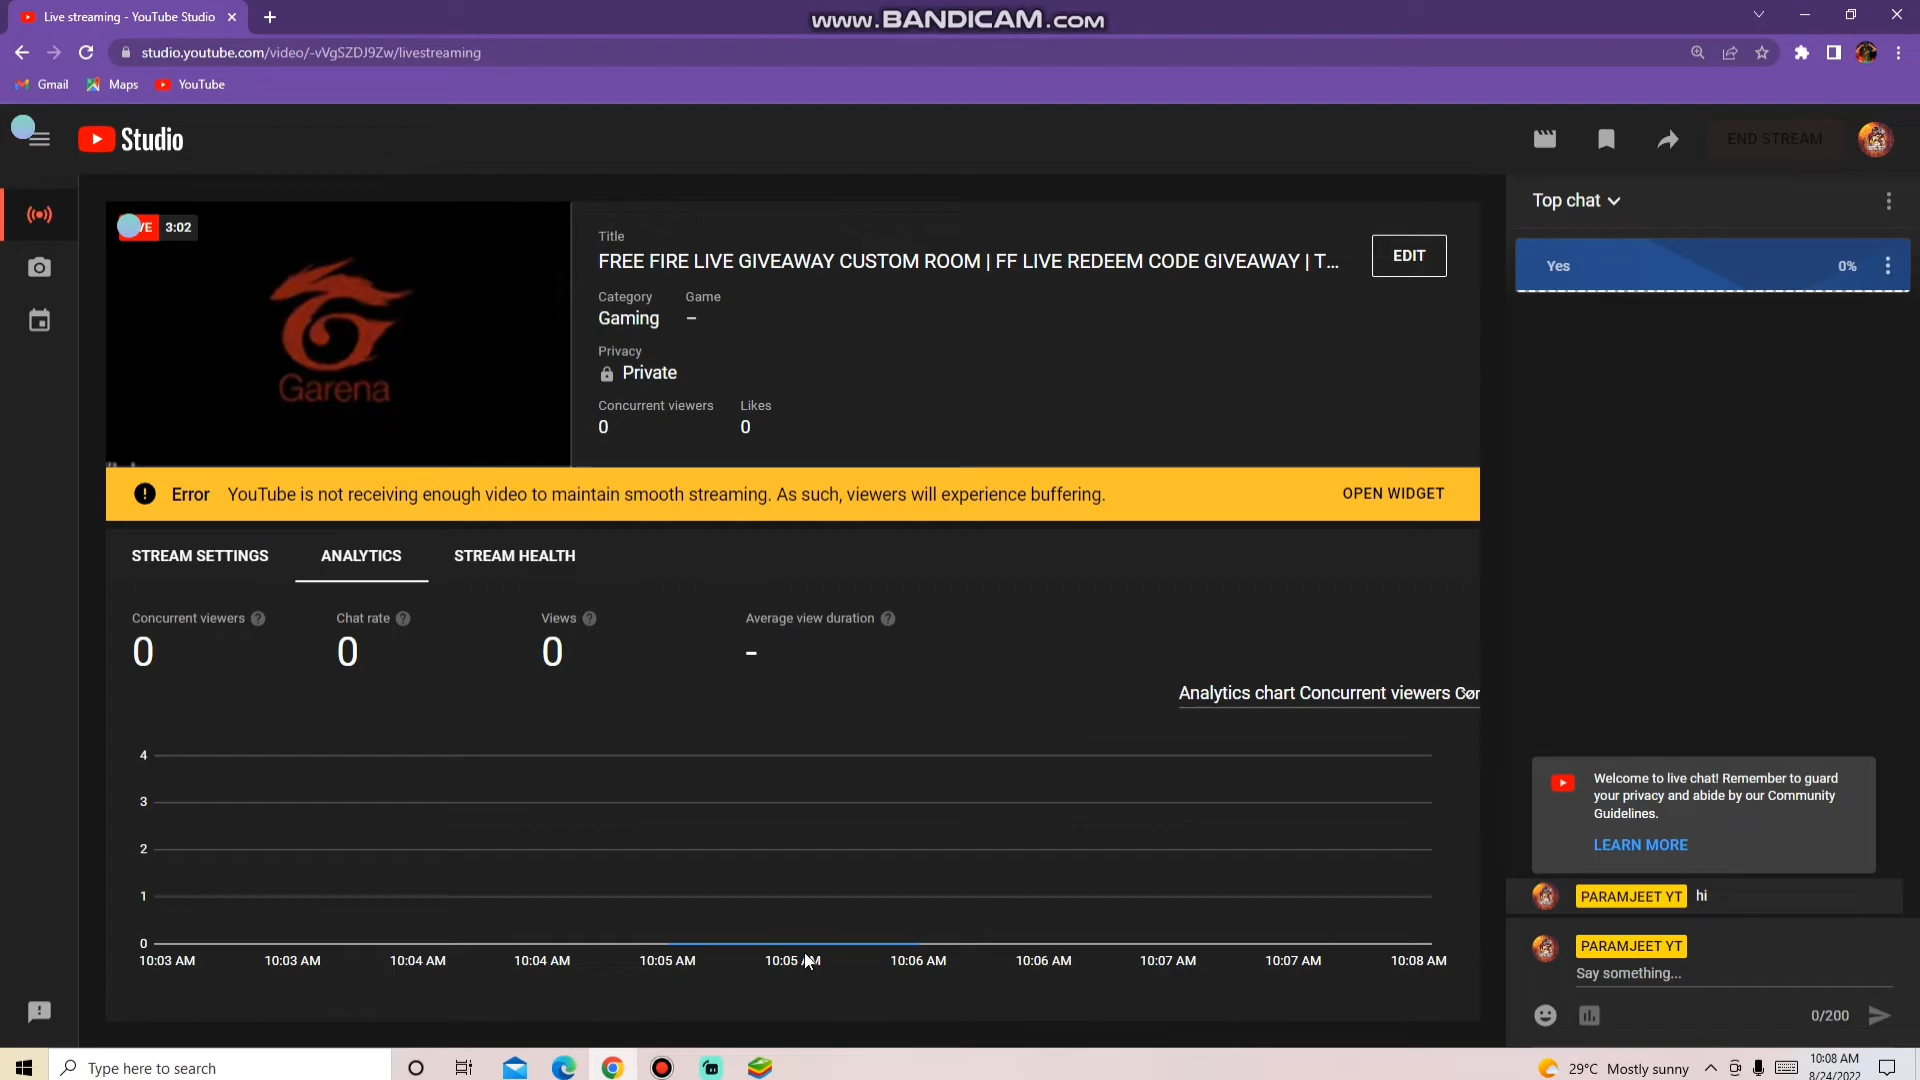 Live streaming - YouTube Studio
www.BANDICAM.com
studio.youtube.com/video/-vVgSZDJ9Zw/livestreaming
Gmail
Maps
YouTube
Studio
END STREAM
3:02
Garena
Title
FREE FIRE LIVE GIVEAWAY CUSTOM ROOM | FF LIVE REDEEM CODE GIVEAWAY | T...
EDIT
Category
Game
Gaming
–
Privacy
Private
Concurrent viewers
Likes
0
0
Error YouTube is not receiving enough video to maintain smooth streaming. As such, viewers will experience buffering.
OPEN WIDGET
STREAM SETTINGS
ANALYTICS
STREAM HEALTH
Concurrent viewers
Chat rate
Views
Average view duration
0
0
0
-
Analytics chart Concurrent viewers
4
3
2
1
0
10:03 AM
10:03 AM
10:04 AM
10:04 AM
10:05 AM
10:05 AM
10:06 AM
10:06 AM
10:07 AM
10:07 AM
10:08 AM
Top chat
Yes
0%
Welcome to live chat! Remember to guard
your privacy and abide by our Community
Guidelines.
LEARN MORE
PARAMJEET YT hi
PARAMJEET YT
Say something...
0/200
Type here to search
29°C Mostly sunny
10:08 AM
8/24/2022